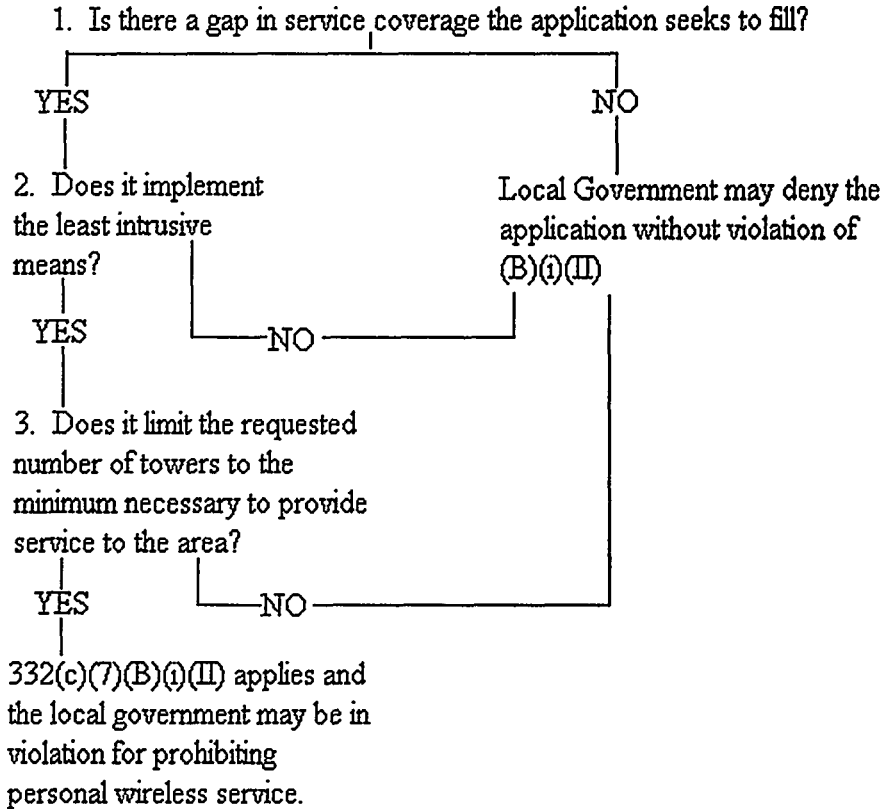 1. Is there a gap in service coverage the application seeks to fill?
YES
NO
2. Does it implement
the least intrusive
means?
Local Government may deny the
application without violation of
(B)(i)(II)
YES
NO
3. Does it limit the requested
number of towers to the
minimum necessary to provide
service to the area?
YES
NO
332(c)(7)(B)(i)(II) applies and
the local government may be in
violation for prohibiting
personal wireless service.